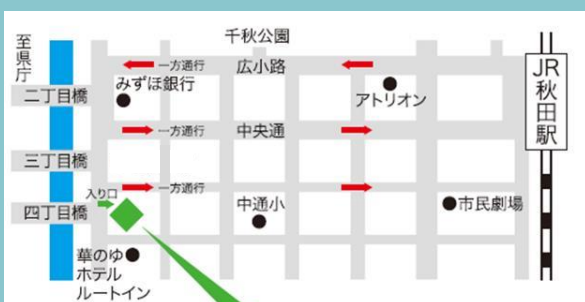 千秋公園
至県庁
一方通行
広小路
JR秋田駅
みずほ銀行
アトリオン
二丁目橋
一方通行
中央通
三丁目橋
一方通行
入り口
四丁目橋
中通小
市民劇場
華のゆ
ホテル
ルートイン